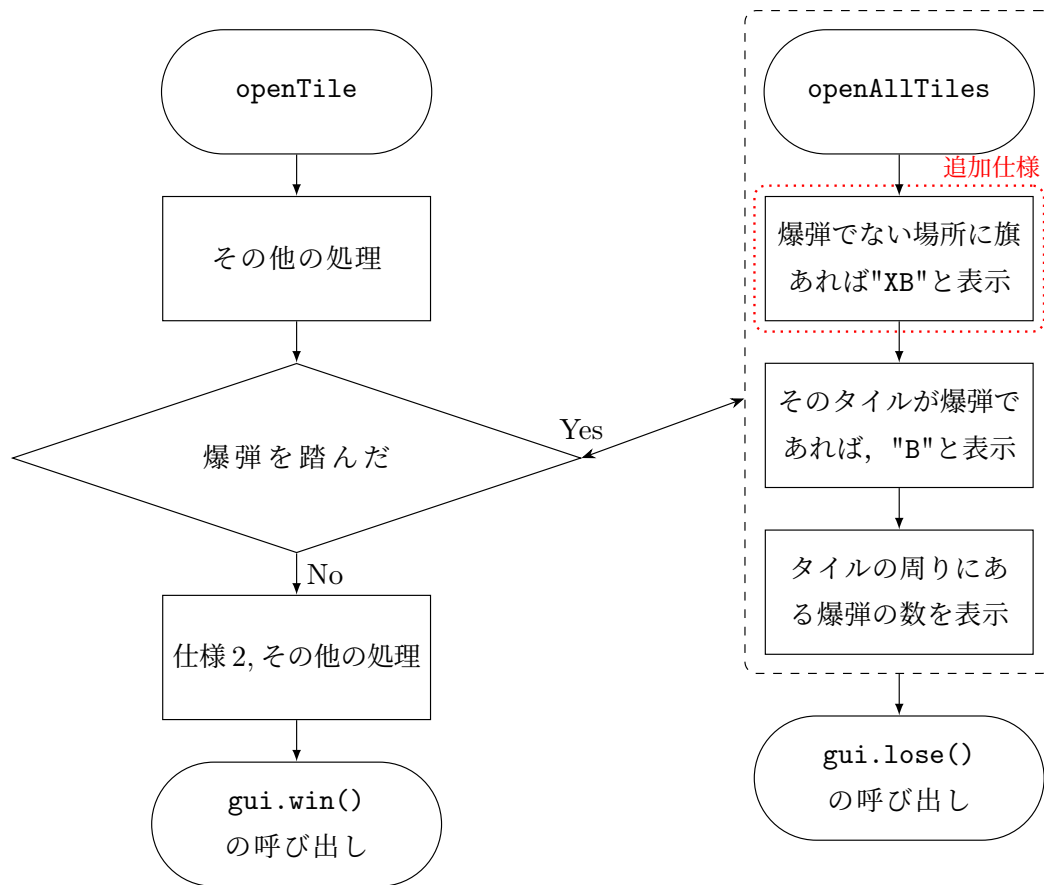 openTile
その他の処理
爆弾を踏んだ
Yes
No
仕様 2, その他の処理
gui.win()
の呼び出し
openAllTiles
追加仕様
爆弾でない場所に旗
あれば"XB"と表示
そのタイルが爆弾で
あれば，"B"と表示
タイルの周りにあ
る爆弾の数を表示
gui.lose()
の呼び出し